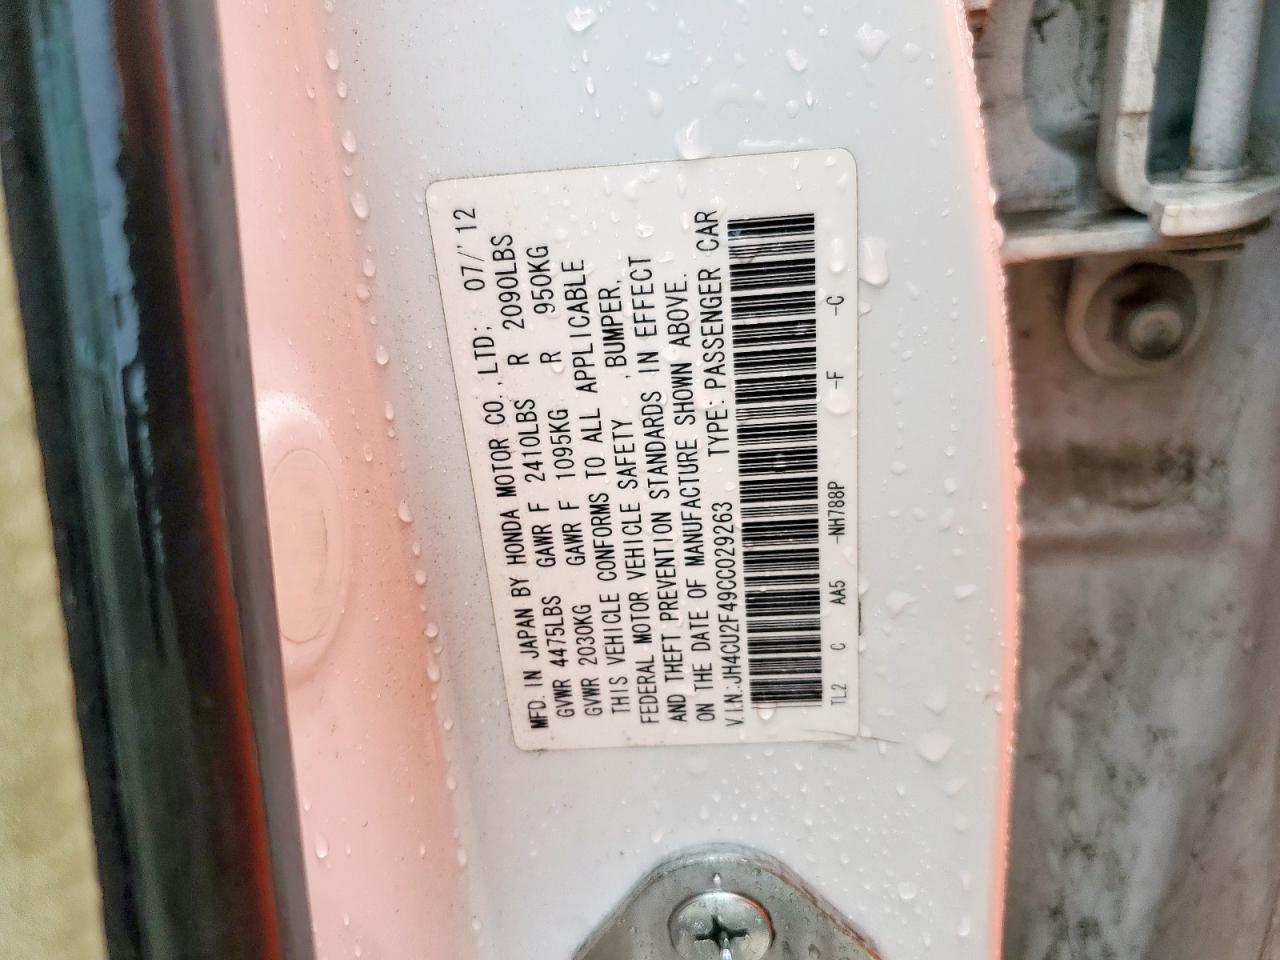 MFD. IN JAPAN BY HONDA MOTOR CO., LTD: 07/'12
GVWR 4475LBS GAWR F 2410LBS R 2090LBS
GVWR 2030KG GAWR F 1095KG R 950KG
THIS VEHICLE CONFORMS TO ALL APPLICABLE
FEDERAL MOTOR VEHICLE SAFETY , BUMPER,
AND THEFT PREVENTION STANDARDS IN EFFECT
ON THE DATE OF MANUFACTURE SHOWN ABOVE.
V.I.N.:JH4CU2F49CC029263 TYPE:PASSENGER CAR
TL2 C AA5 -NH788P -F -C